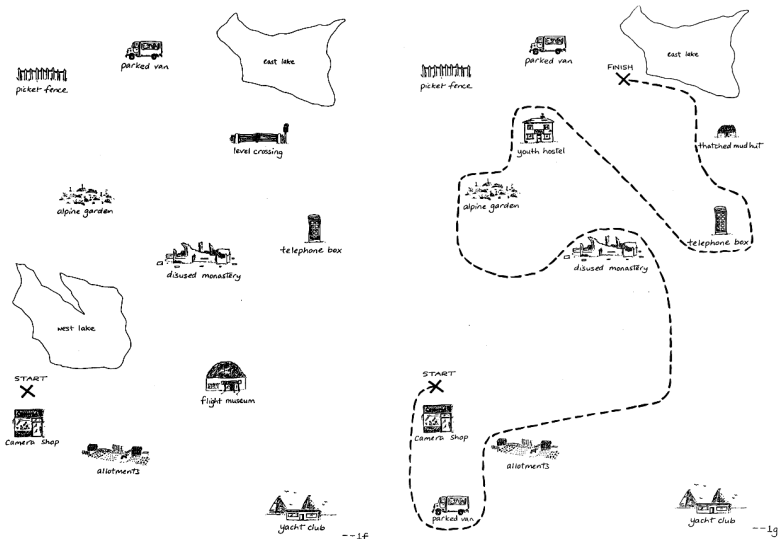 east lake
parked van
picket fence
level crossing
alpine garden
telephone box
disused monastery
west lake
START
flight museum
camera shop
allotments
yacht club
--1f
east lake
parked van
FINISH
picket fence
youth hostel
thatched mud hut
alpine garden
telephone box
disused monastery
START
camera shop
allotments
parked van
yacht club
--1g